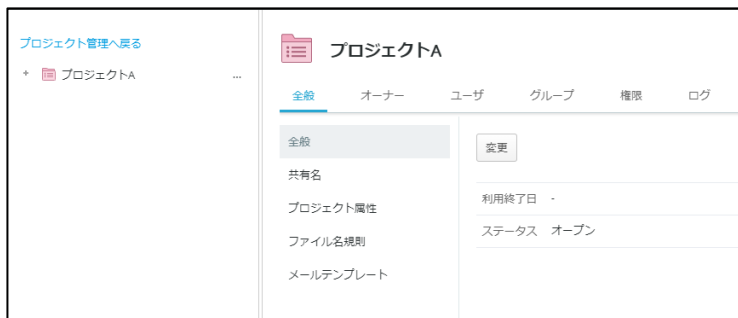 プロジェクト管理へ戻る
+ プロジェクトA ...
プロジェクトA
全般 オーナー ユーザ グループ 権限 ログ
全般
共有名
プロジェクト属性
ファイル名規則
メールテンプレート
変更
利用終了日 -
ステータス オープン